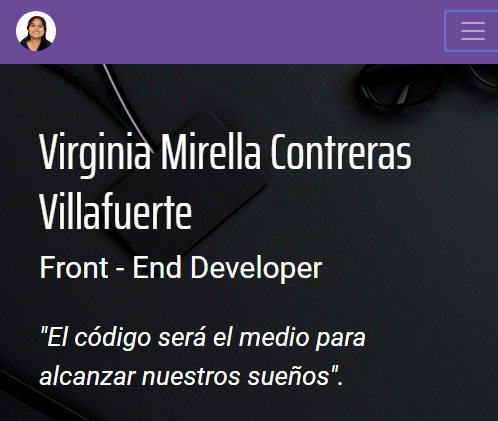 Virginia Mirella Contreras
Villafuerte
Front - End Developer
"El código será el medio para
alcanzar nuestros sueños".